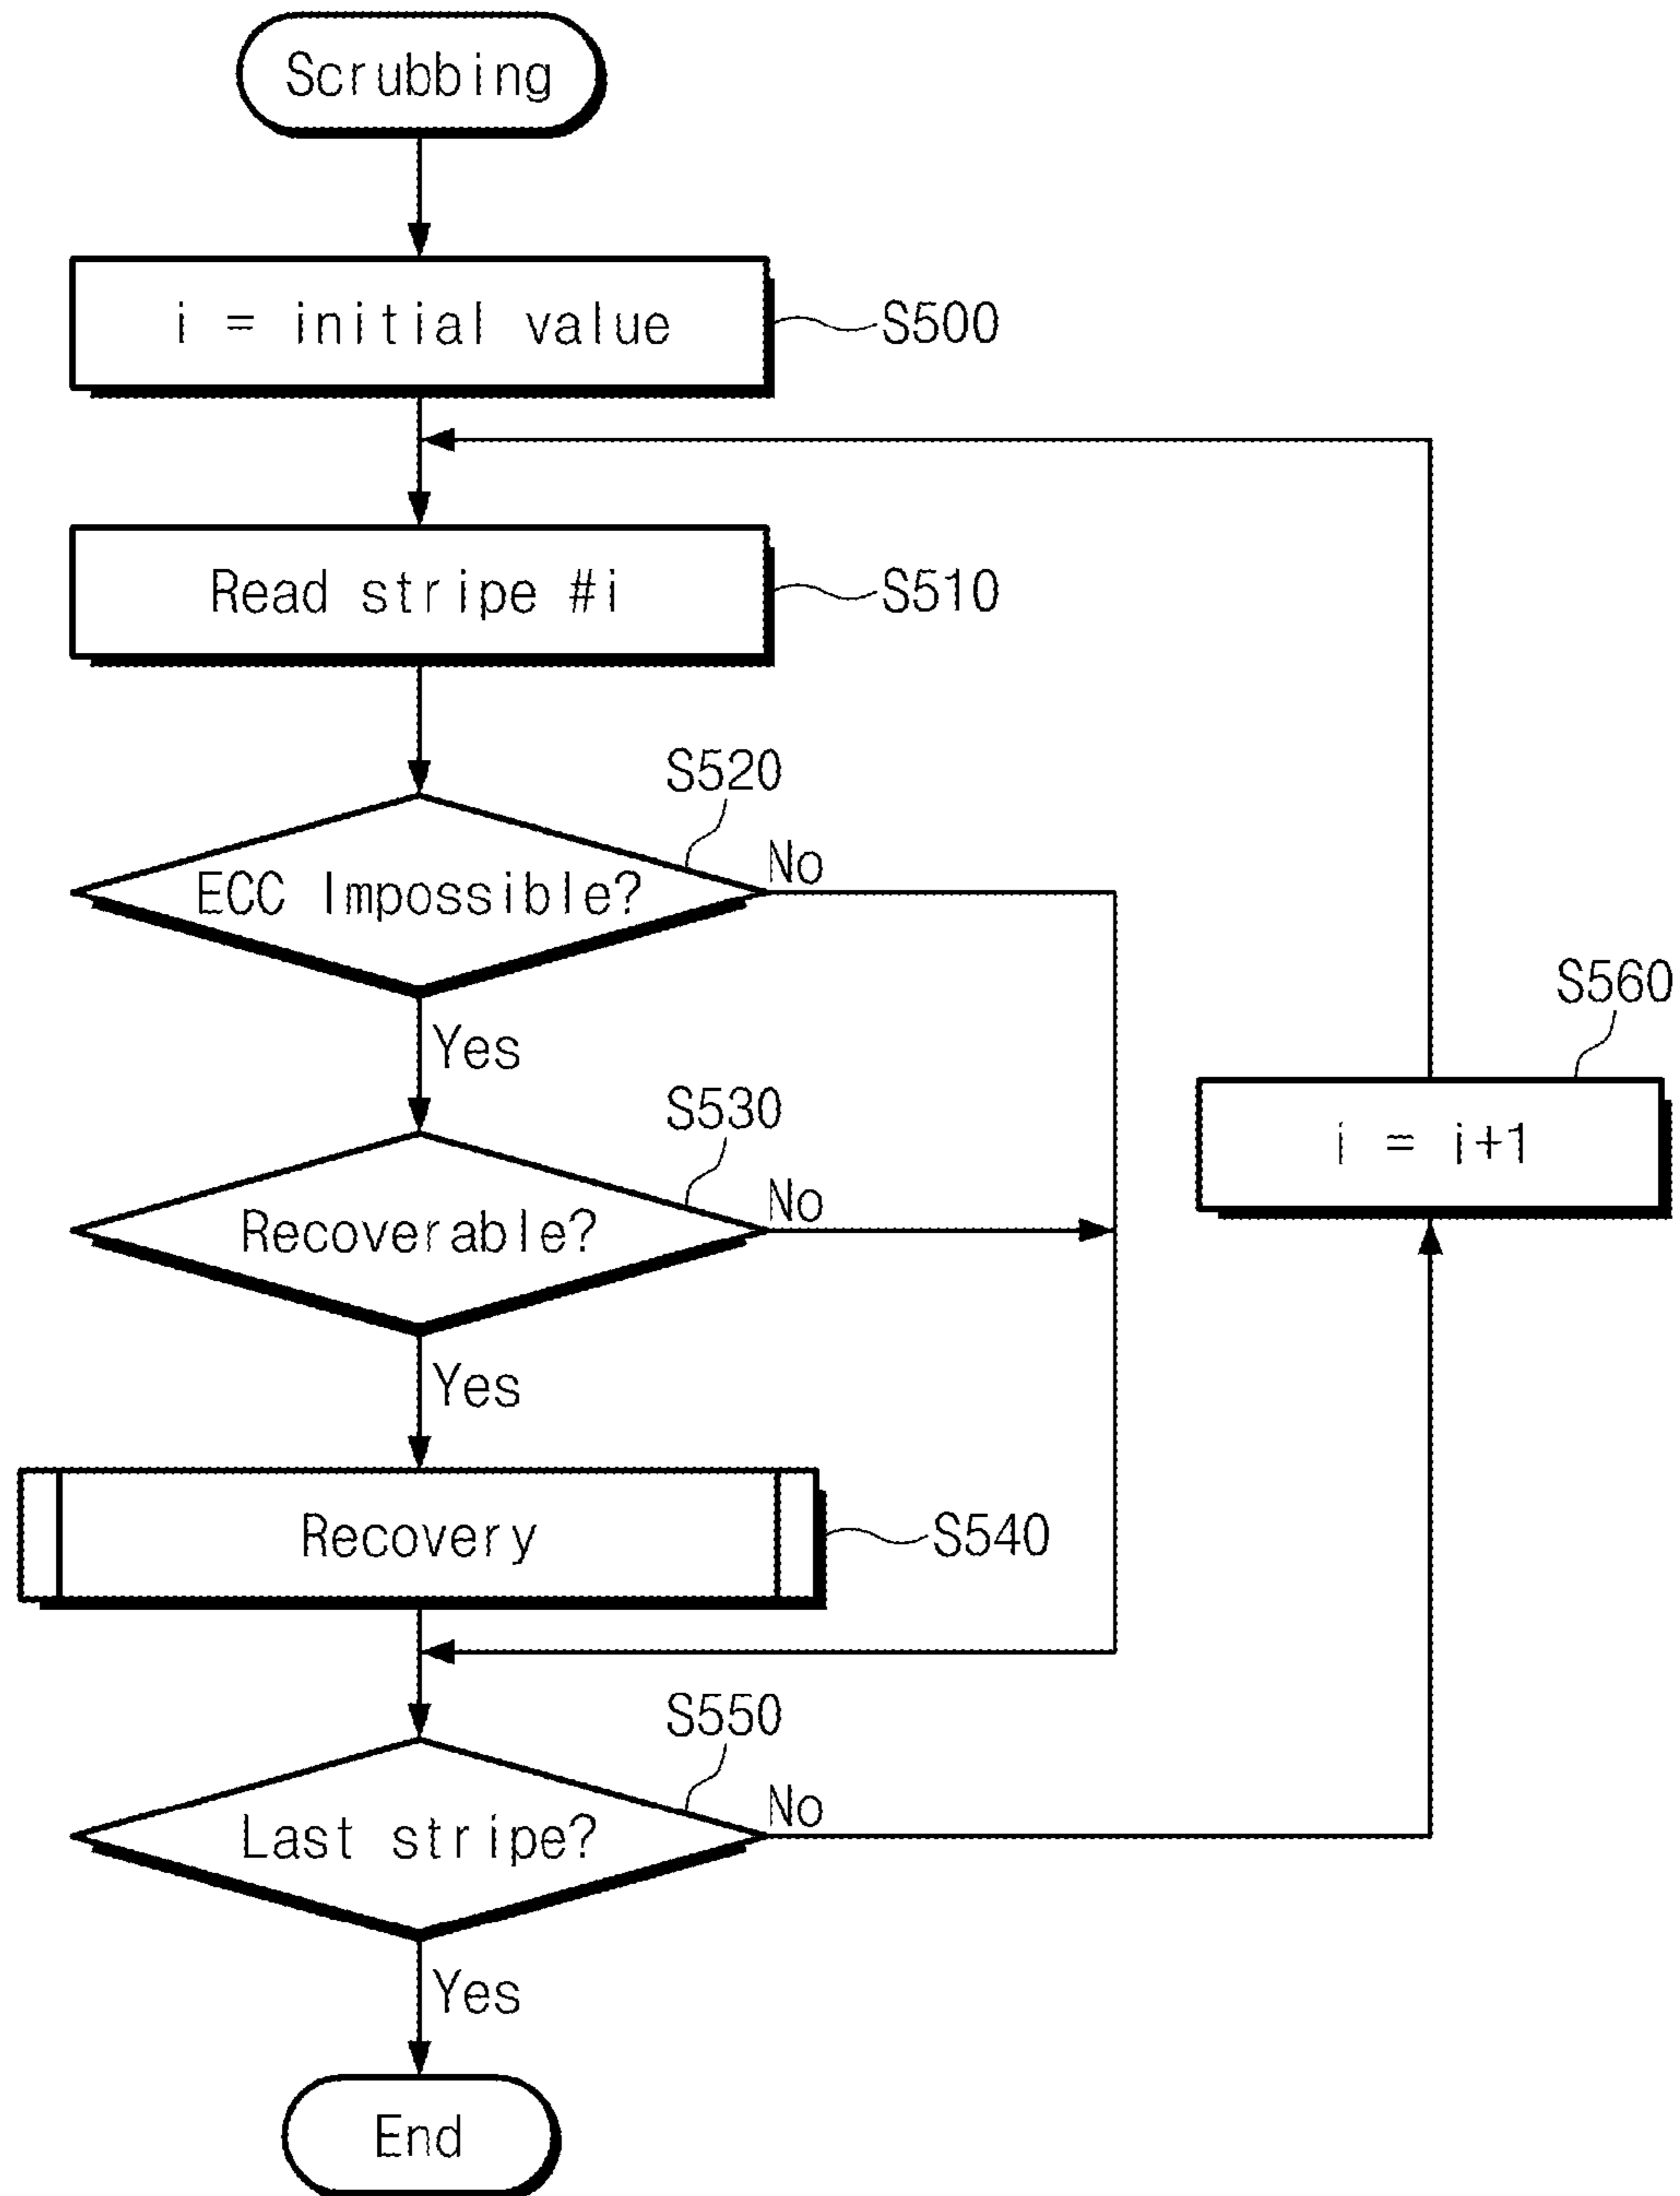 Scrubbing
i = initial value
S500
Read stripe #i
S510
S520
ECC Impossible?
No
Yes
S530
Recoverable?
No
S560
i = i+1
Yes
Recovery
S540
S550
Last stripe?
No
Yes
End